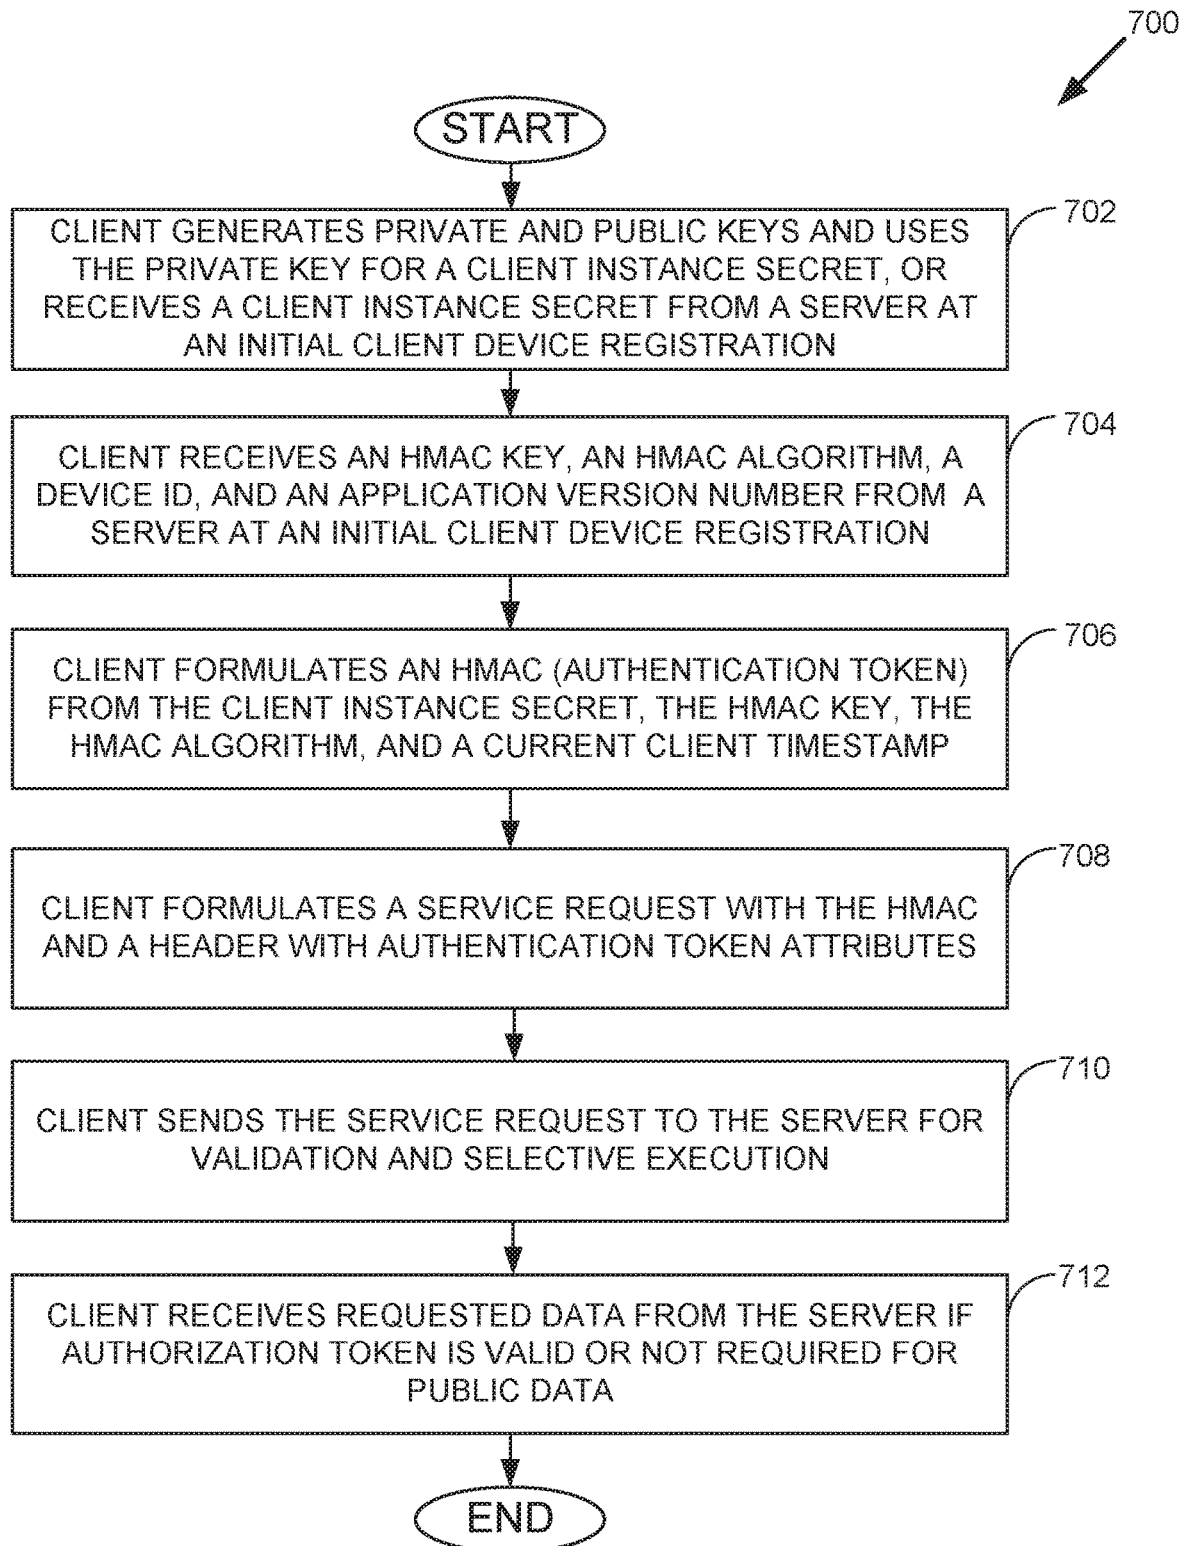 700
START
702
CLIENT GENERATES PRIVATE AND PUBLIC KEYS AND USES
THE PRIVATE KEY FOR A CLIENT INSTANCE SECRET, OR
RECEIVES A CLIENT INSTANCE SECRET FROM A SERVER AT
AN INITIAL CLIENT DEVICE REGISTRATION
704
CLIENT RECEIVES AN HMAC KEY, AN HMAC ALGORITHM, A
DEVICE ID, AND AN APPLICATION VERSION NUMBER FROM A
SERVER AT AN INITIAL CLIENT DEVICE REGISTRATION
706
CLIENT FORMULATES AN HMAC (AUTHENTICATION TOKEN)
FROM THE CLIENT INSTANCE SECRET, THE HMAC KEY, THE
HMAC ALGORITHM, AND A CURRENT CLIENT TIMESTAMP
708
CLIENT FORMULATES A SERVICE REQUEST WITH THE HMAC
AND A HEADER WITH AUTHENTICATION TOKEN ATTRIBUTES
710
CLIENT SENDS THE SERVICE REQUEST TO THE SERVER FOR
VALIDATION AND SELECTIVE EXECUTION
712
CLIENT RECEIVES REQUESTED DATA FROM THE SERVER IF
AUTHORIZATION TOKEN IS VALID OR NOT REQUIRED FOR
PUBLIC DATA
END